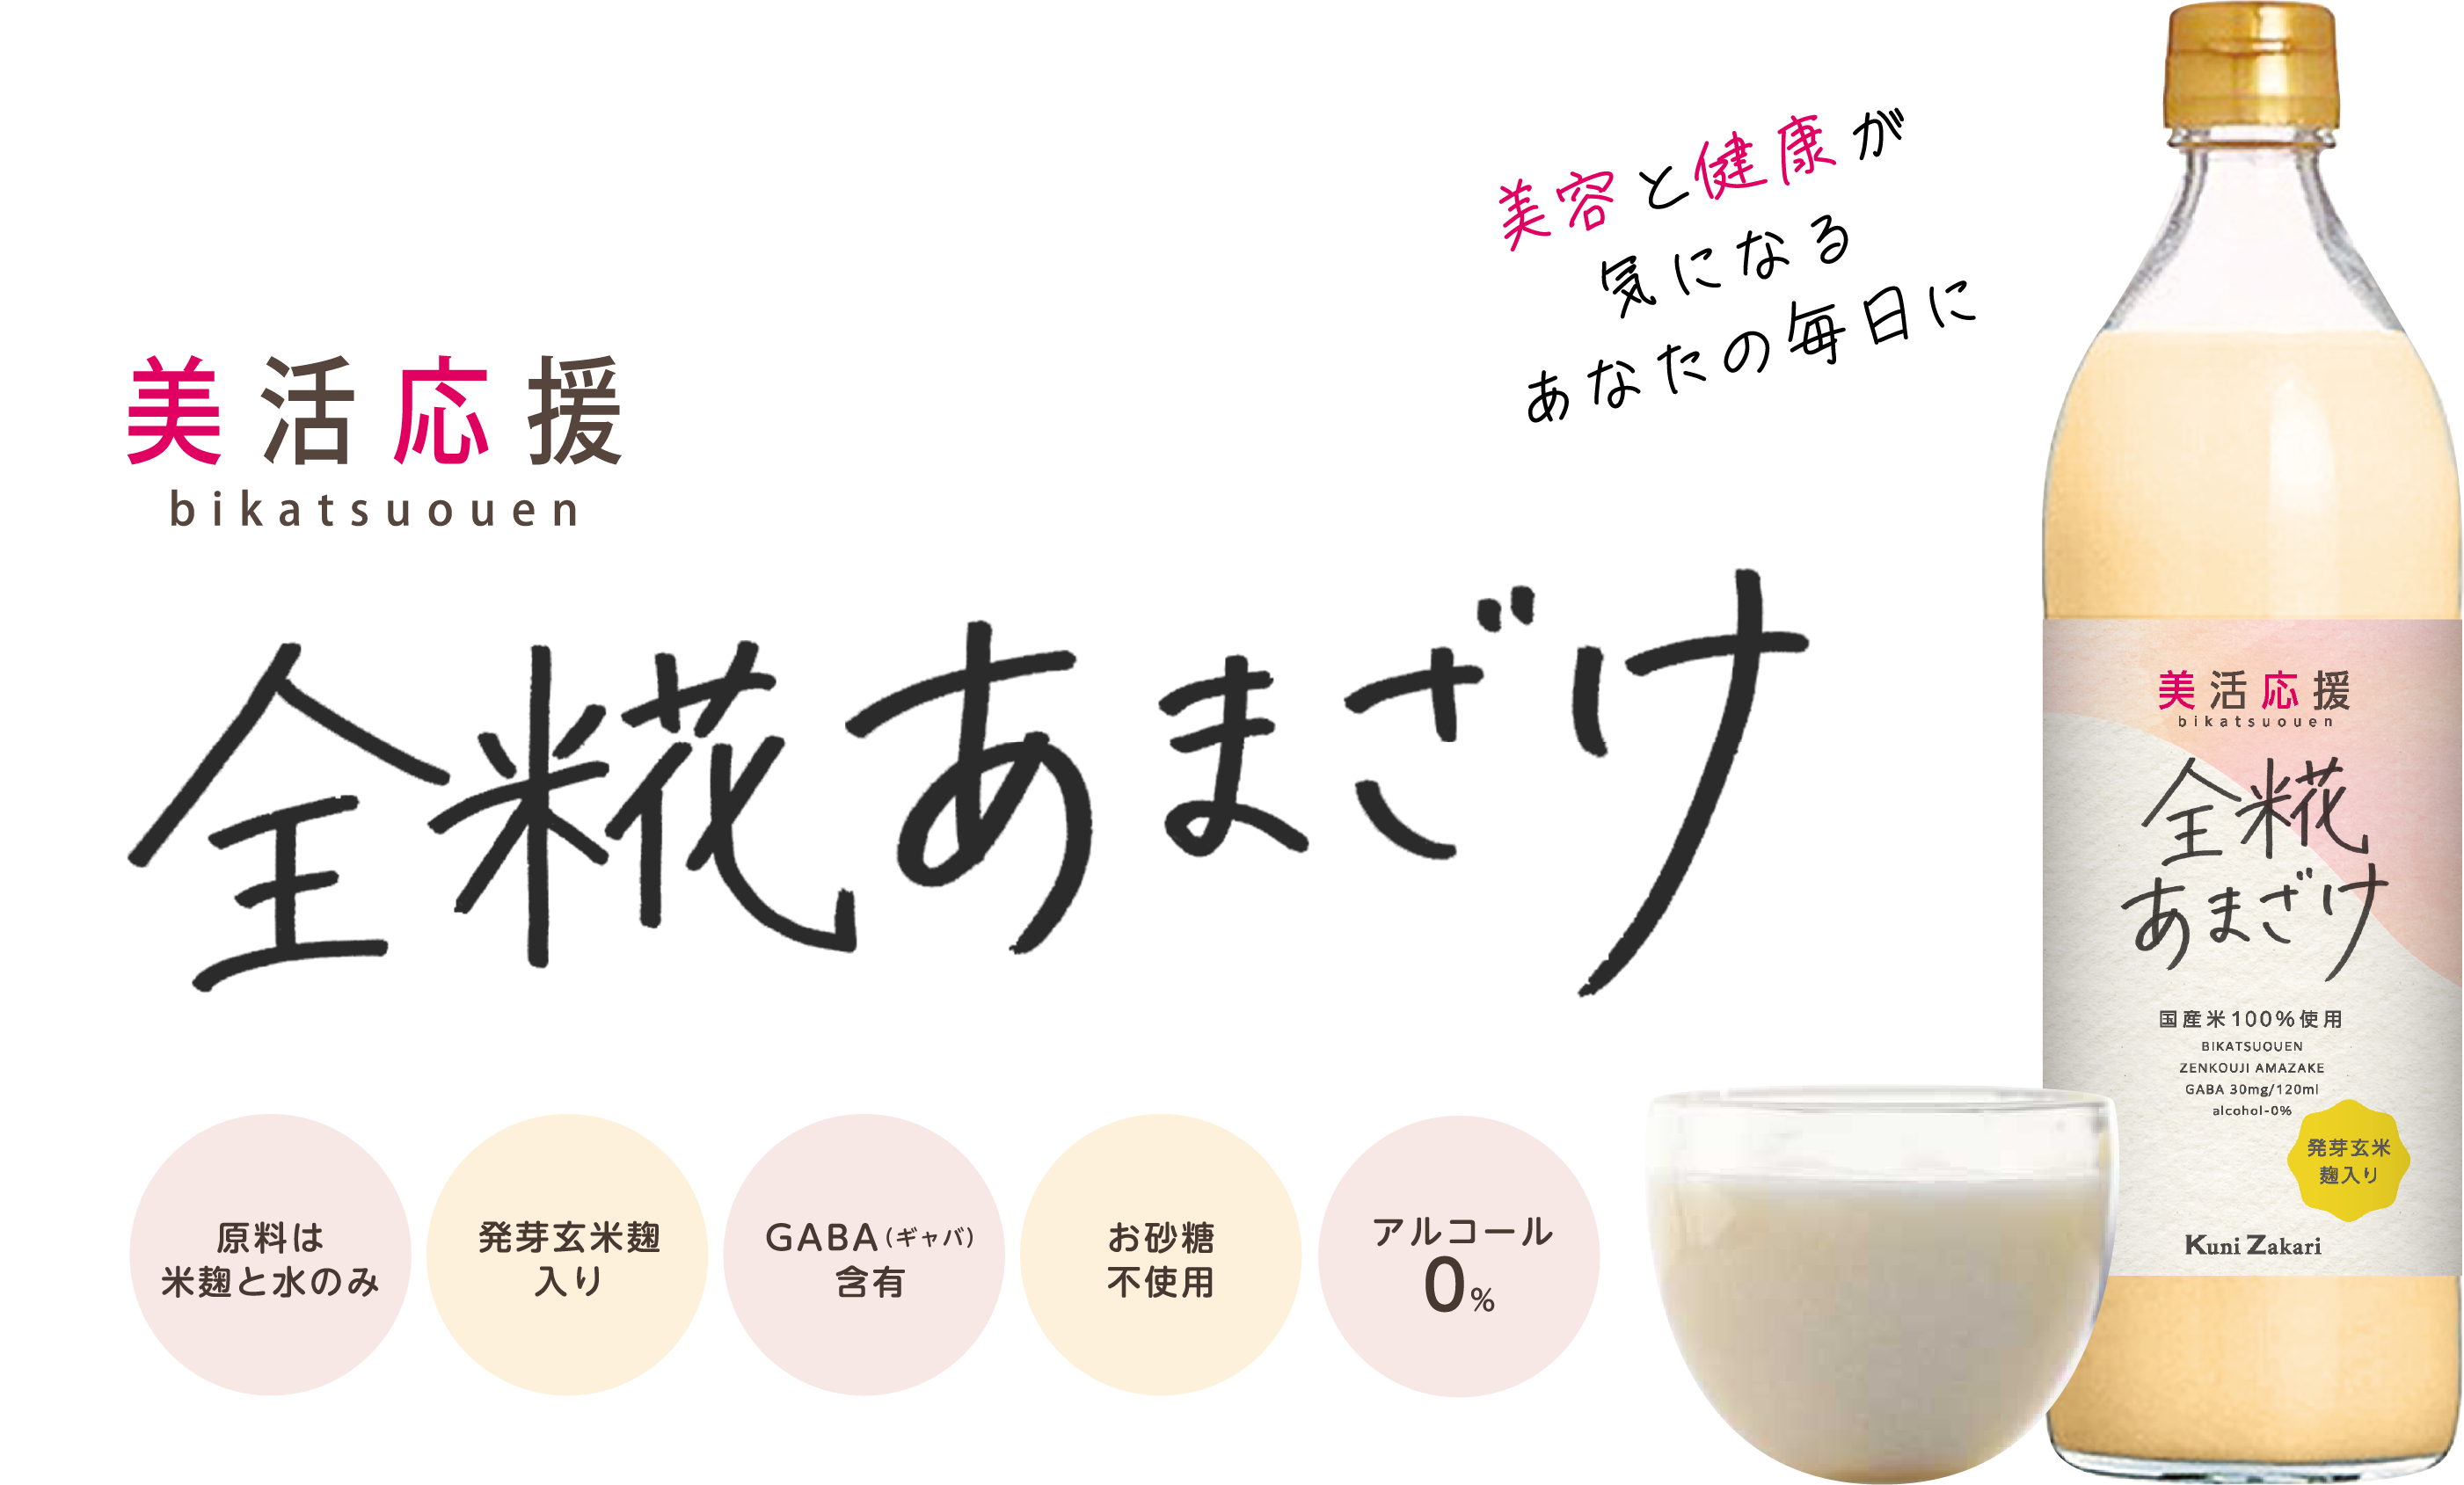 美容と健康が
気になる
あなたの毎日に
美活応援
bikatsuouen
全糀あまざけ
原料は
米麹と水のみ
発芽玄米麹
入り
GABA(ギャバ)
含有
お砂糖
不使用
アルコール
0%
美活応援
bikatsuouen
全糀
あまざけ
国産米100%使用
BIKATSUOUEN
ZENKOUJI AMAZAKE
GABA 30mg/120ml
alcohol-0%
発芽玄米
麹入り
Kuni Zakari